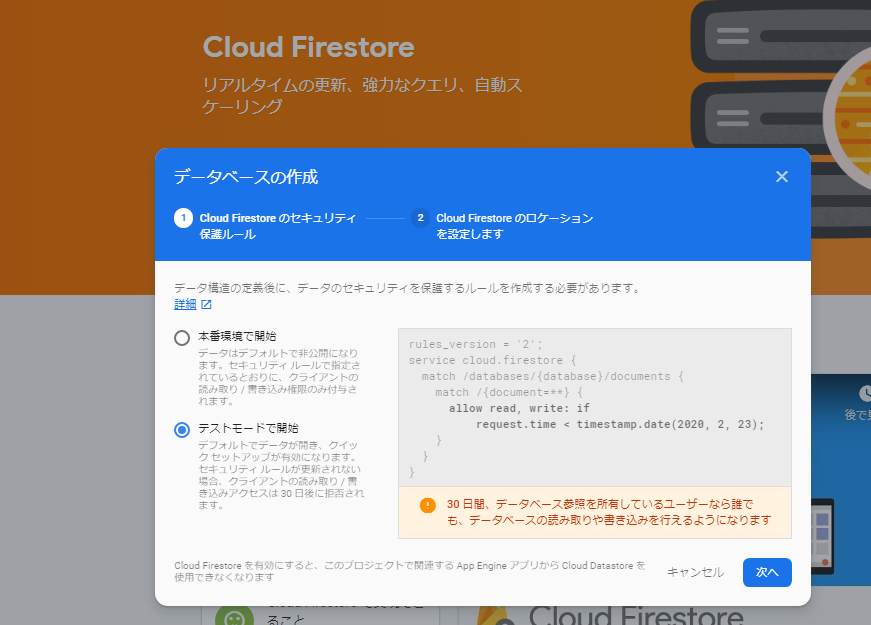 Cloud Firestore
リアルタイムの更新、強力なクエリ、自動ス
ケーリング
データベースの作成
1 Cloud Firestore のセキュリティ
保護ルール
2 Cloud Firestore のロケーション
を設定します
データ構造の定義後に、データのセキュリティを保護するルールを作成する必要があります。
詳細
本番環境で開始
データはデフォルトで非公開になり
ます。セキュリティ ルールで指定さ
れているとおりに、クライアントの
読み取り / 書き込み権限のみ付与さ
れます。
テストモードで開始
デフォルトでデータが開き、クイッ
ク セットアップが有効になります。
セキュリティ ルールが更新されない
場合、クライアントの読み取り / 書
き込みアクセスは 30 日後に拒否され
ます。
rules_version = '2';
service cloud.firestore {
match /databases/{database}/documents {
match /{document=**} {
allow read, write: if
request.time < timestamp.date(2020, 2, 23);
}
}
}
30 日間、データベース参照を所有しているユーザーなら誰で
も、データベースの読み取りや書き込みを行えるようになります
Cloud Firestore を有効にすると、このプロジェクトで関連する App Engine アプリから Cloud Datastore を
使用できなくなります
キャンセル
次へ
後で見
ること
Cloud Firestore